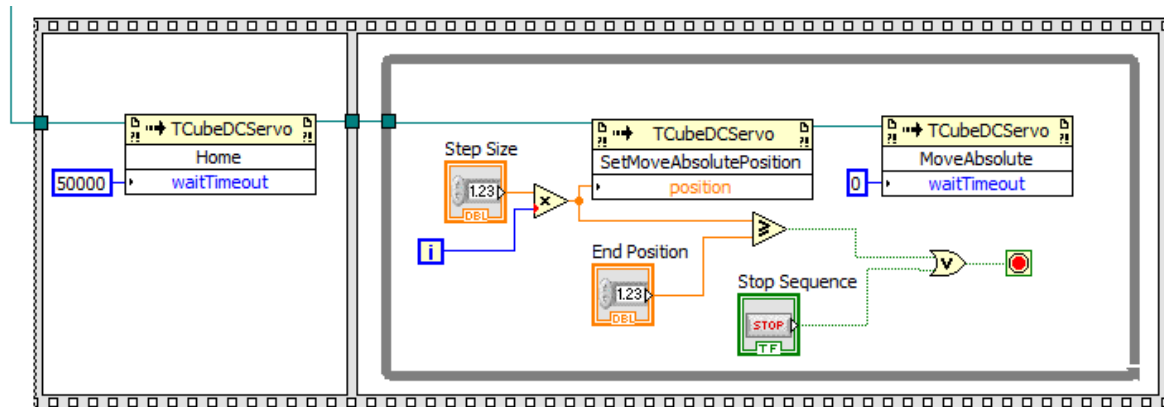 TCubeDCServo
Home
50000
waitTimeout
Step Size
1.23
DBL
i
x
TCubeDCServo
SetMoveAbsolutePosition
position
TCubeDCServo
MoveAbsolute
0
waitTimeout
≥
End Position
1.23
DBL
Stop Sequence
STOP
TF
V